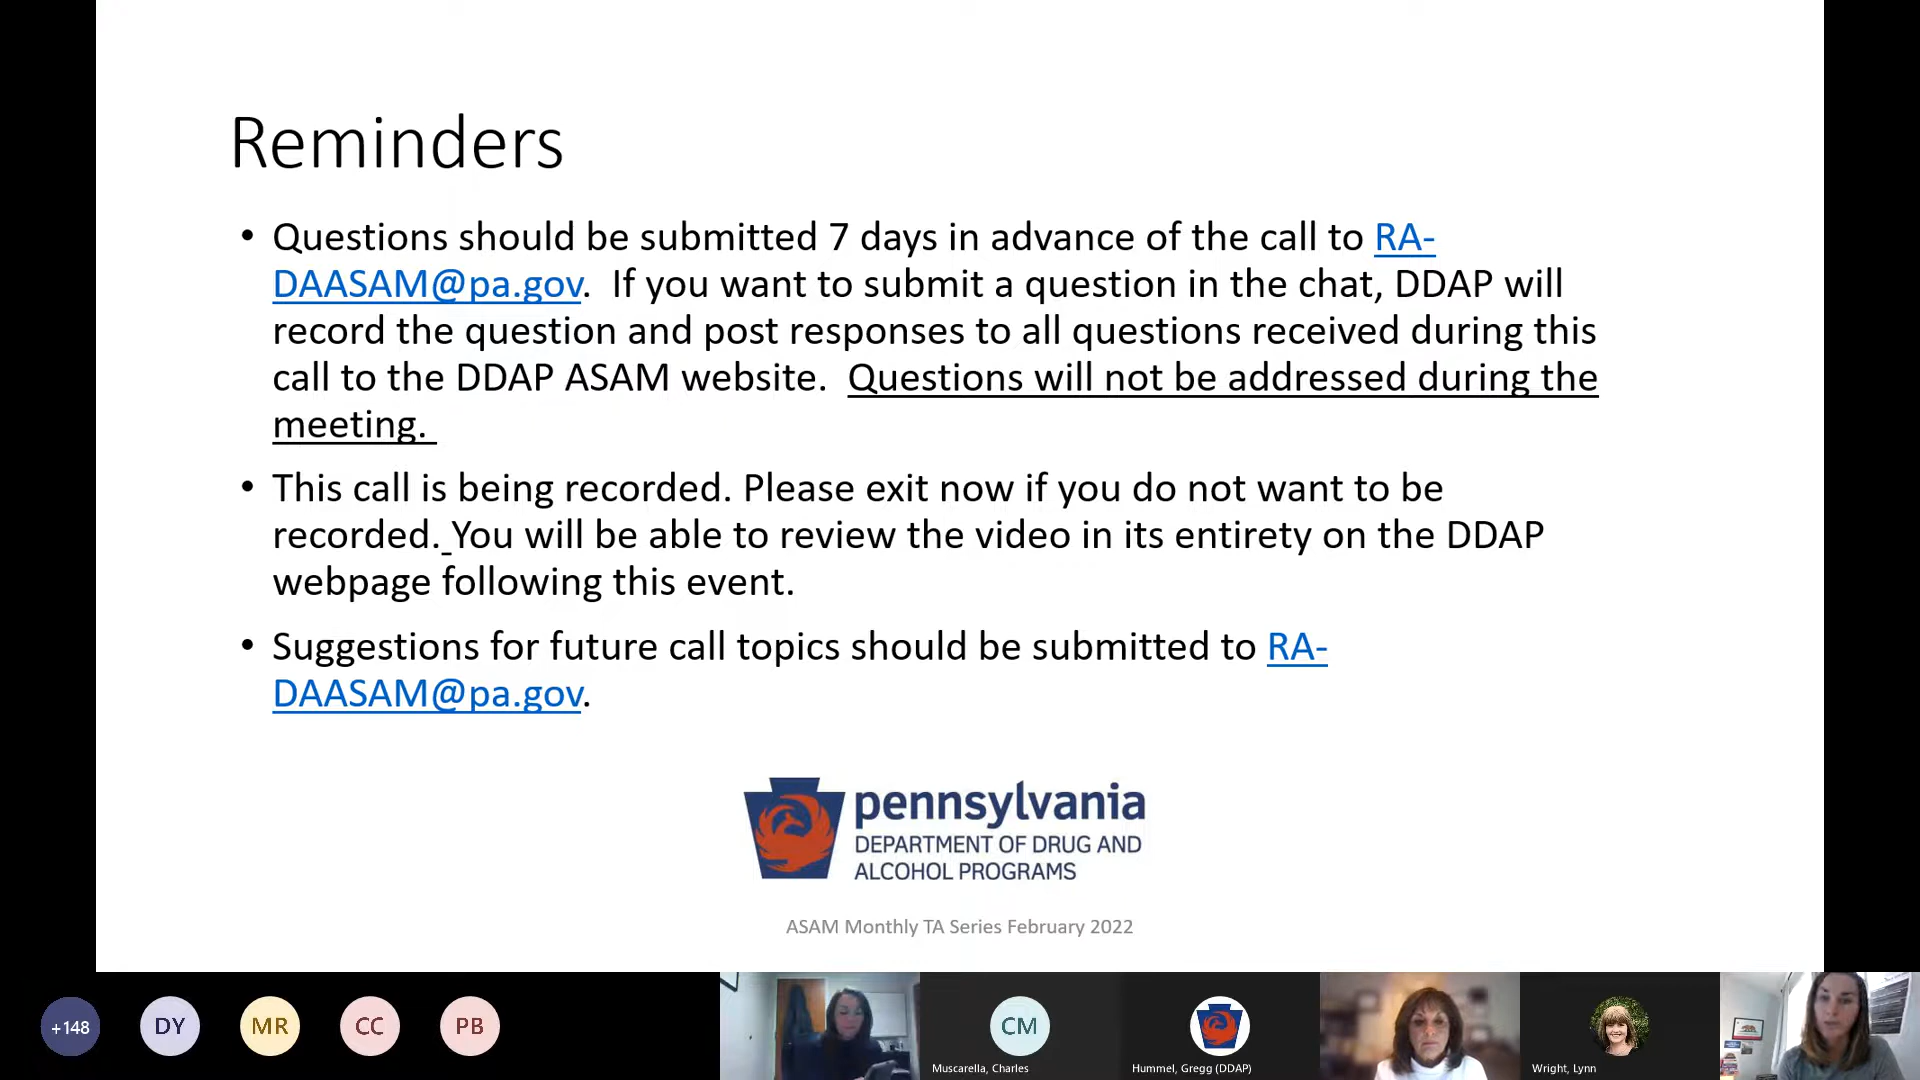 Reminders
• Questions should be submitted 7 days in advance of the call to RA-
DAASAM@pa.gov.  If you want to submit a question in the chat, DDAP will
record the question and post responses to all questions received during this
call to the DDAP ASAM website.  Questions will not be addressed during the
meeting.
• This call is being recorded. Please exit now if you do not want to be
recorded. You will be able to review the video in its entirety on the DDAP
webpage following this event.
• Suggestions for future call topics should be submitted to RA-
DAASAM@pa.gov.
pennsylvania
DEPARTMENT OF DRUG AND
ALCOHOL PROGRAMS
ASAM Monthly TA Series February 2022
+148 DY MR CC PB CM
Muscarella, Charles Hummel, Gregg (DDAP) Wright, Lynn